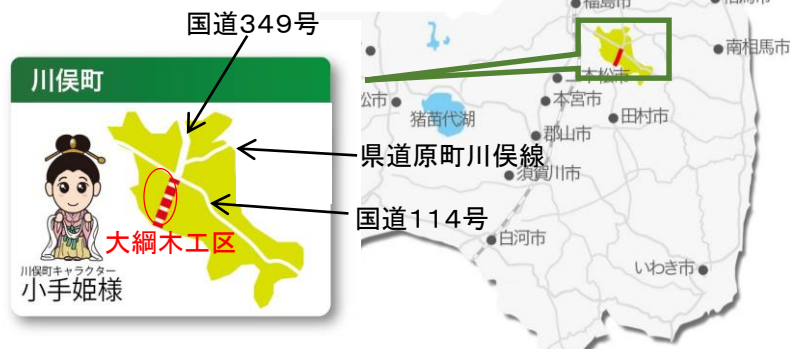 国道349号
川俣町
県道原町川俣線
国道114号
大綱木工区
川俣町キャラクター
小手姫様
福島市
南相馬市
二本松市
松市
本宮市
猪苗代湖
田村市
郡山市
須賀川市
白河市
いわき市